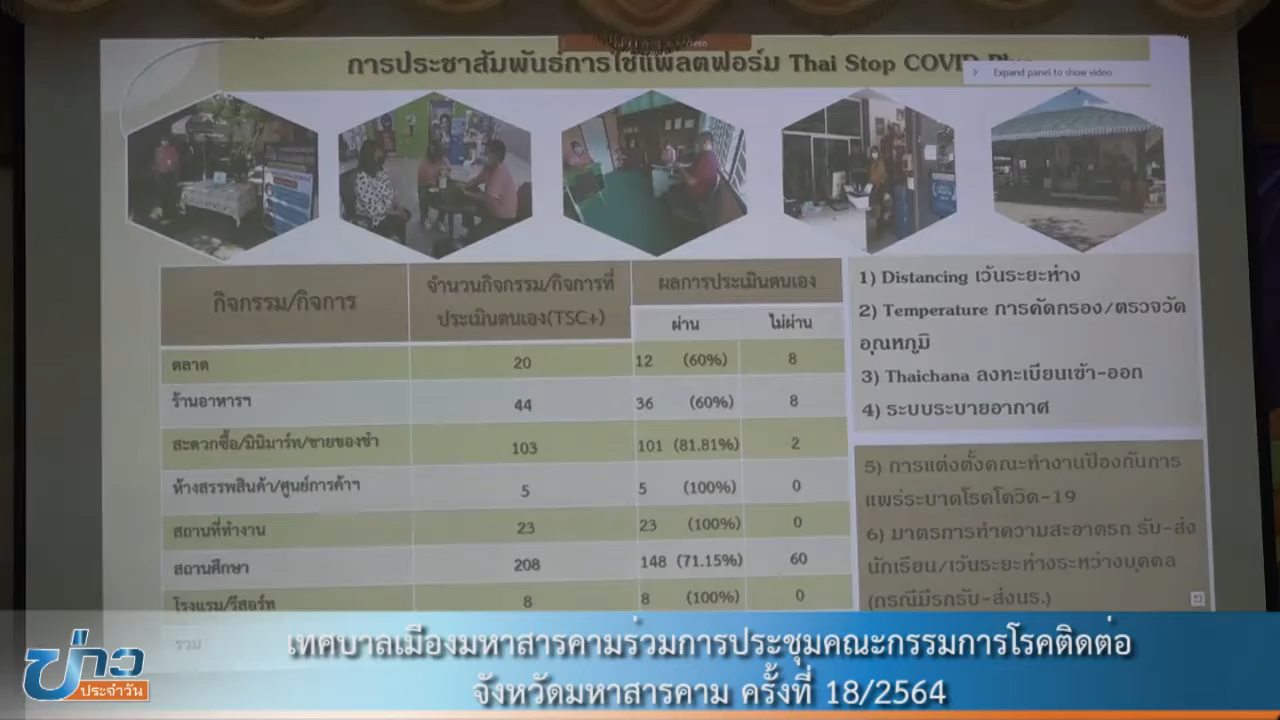 การประชาสัมพันธ์การใช้แพลตฟอร์ม Thai Stop COVID Plus
Expand panel to show video
กิจกรรม/กิจการ
จำนวนกิจกรรม/กิจการที่
ประเมินตนเอง(TSC+)
ผลการประเมินตนเอง
ผ่าน ไม่ผ่าน
ตลาด 20 12 (60%) 8
ร้านอาหารฯ 44 36 (60%) 8
สะดวกซื้อ/มินิมาร์ท/ขายของชำ 103 101 (81.81%) 2
ห้างสรรพสินค้า/ศูนย์การค้าฯ 5 5 (100%) 0
สถานที่ทำงาน 23 23 (100%) 0
สถานศึกษา 208 148 (71.15%) 60
โรงแรม/รีสอร์ท 8 8 (100%) 0
รวม
1) Distancing เว้นระยะห่าง
2) Temperature การคัดกรอง/ตรวจวัด
อุณหภูมิ
3) Thaichana ลงทะเบียนเข้า-ออก
4) ระบบระบายอากาศ
5) การแต่งตั้งคณะทำงานป้องกันการ
แพร่ระบาดโรคโควิด-19
6) มาตรการทำความสะอาดรถ รับ-ส่ง
นักเรียน/เว้นระยะห่างระหว่างบุคคล
(กรณีมีรถรับ-ส่งนร.)
ข่าว
ประจำวัน
เทศบาลเมืองมหาสารคามร่วมการประชุมคณะกรรมการโรคติดต่อ
จังหวัดมหาสารคาม ครั้งที่ 18/2564